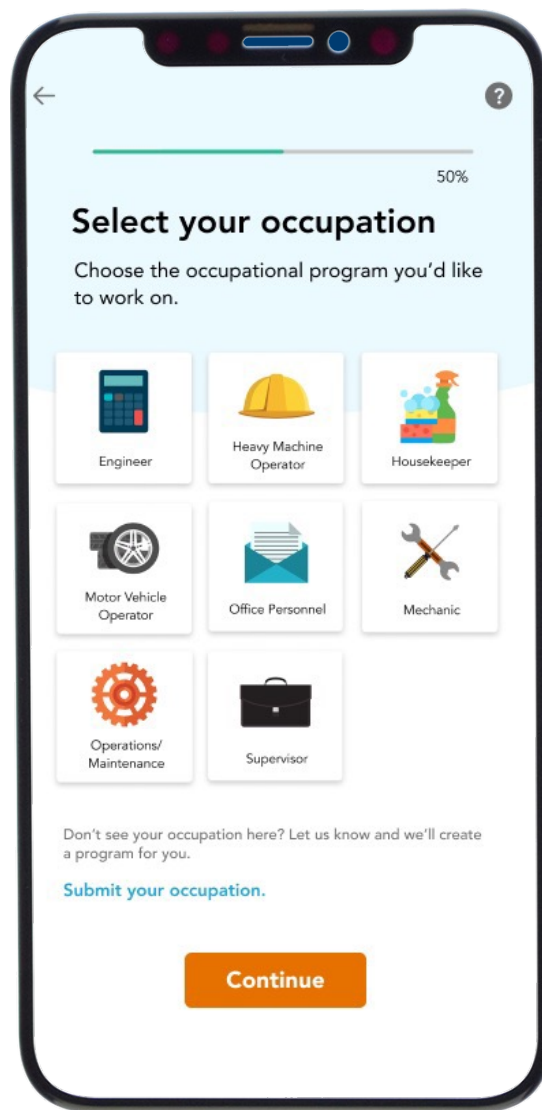 ?
50%
Select your occupation
Choose the occupational program you’d like
to work on.
Engineer
Heavy Machine
Operator
Housekeeper
Motor Vehicle
Operator
Office Personnel
Mechanic
Operations/
Maintenance
Supervisor
Don’t see your occupation here? Let us know and we’ll create
a program for you.
Submit your occupation.
Continue